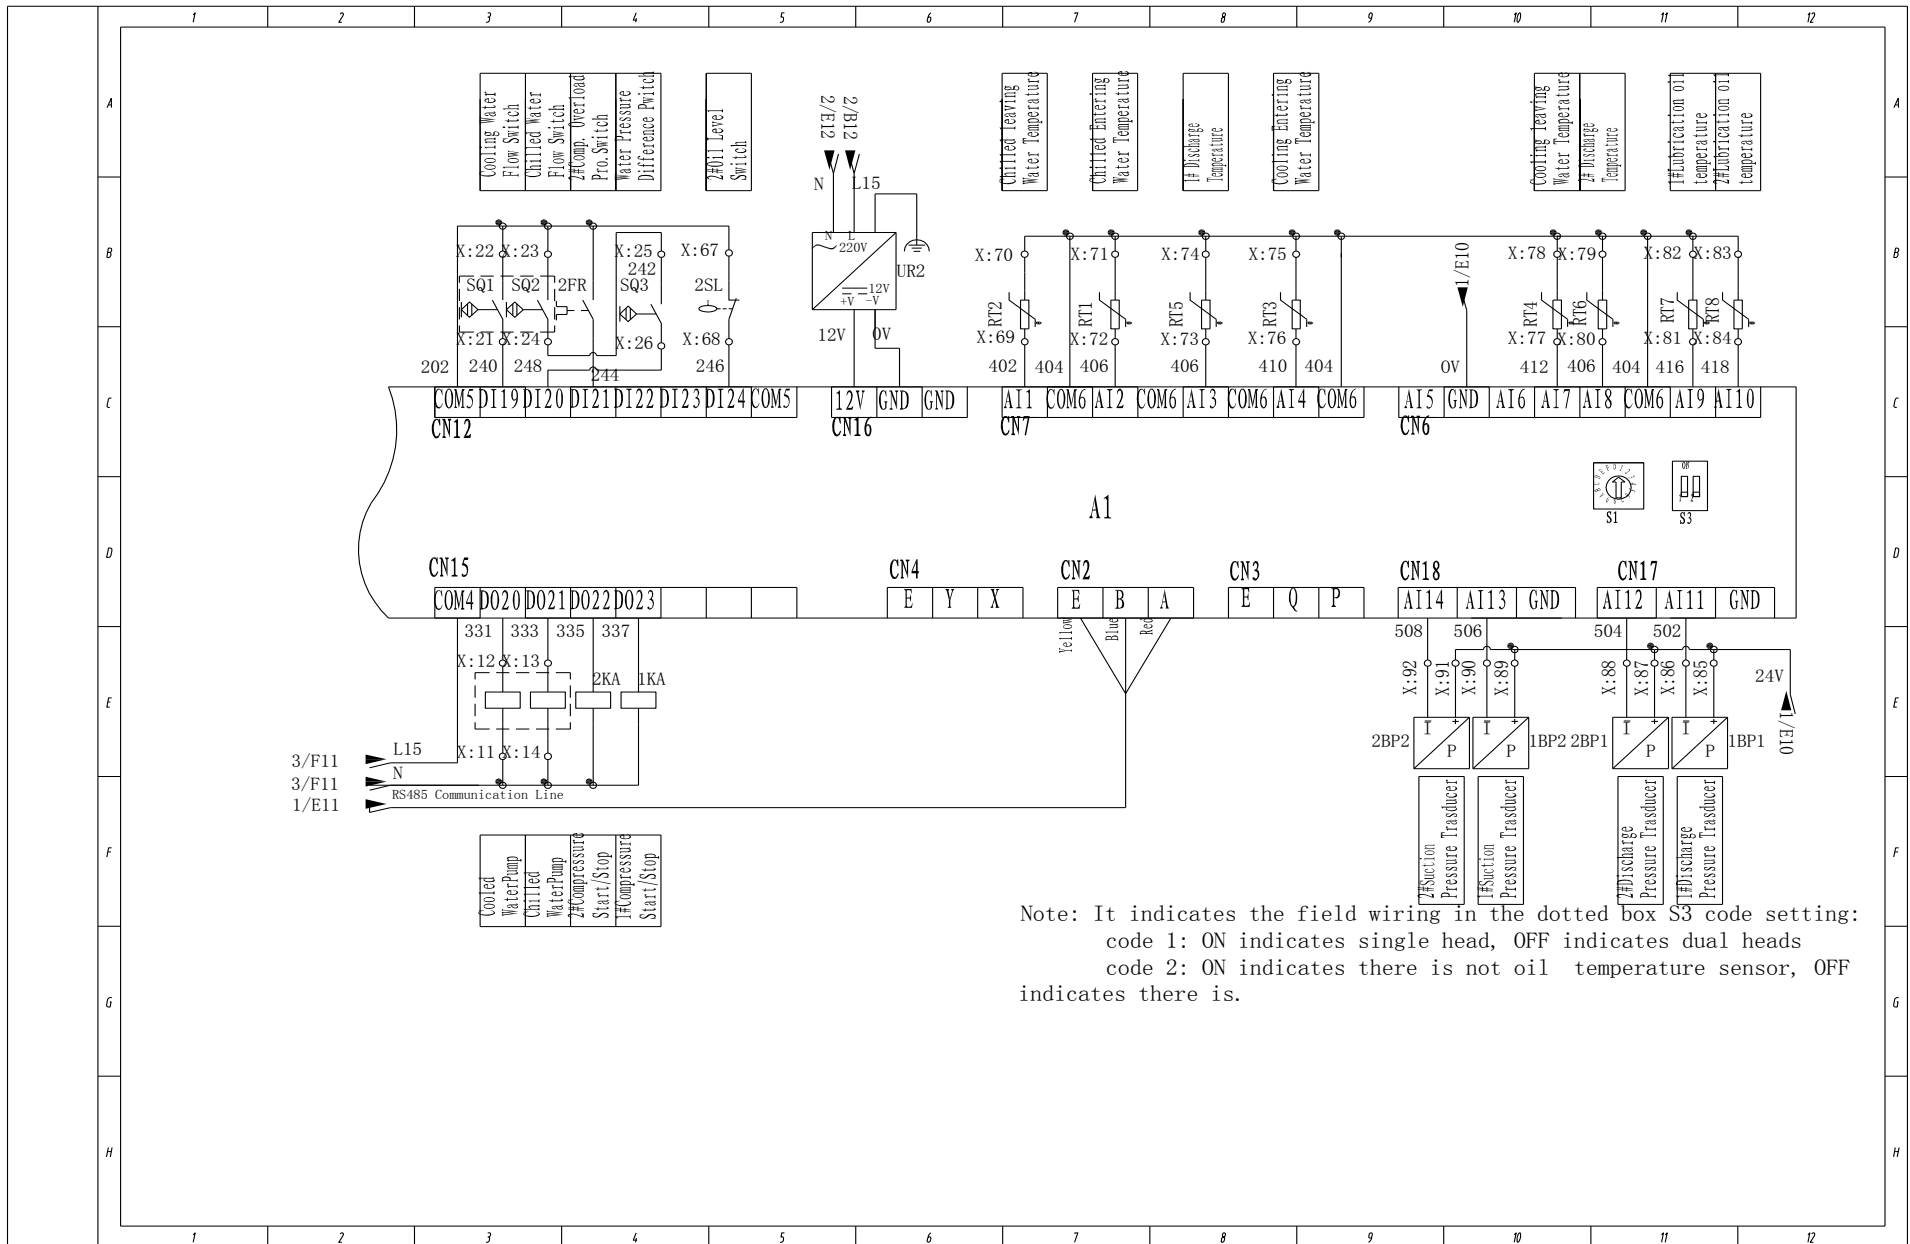 1 2 3 4 5 6 7 8 9 10 11 12
A
B
C
D
E
F
G
H
A
B
C
D
E
F
G
H
Cooling Water
Flow Switch
Chilled Water
Flow Switch
2#Comp. Overload
Pro.Switch
Water Pressure
Difference Pwitch
2#Oil Level
Switch
2/E12
2/B12
Chilled leaving
Water Temperature
Chilled Entering
Water Temperature
1# Discharge
Temperature
Cooling Entering
Water Temperature
Cooling leaving
Water Temperature
2# Discharge
Temperature
1#Lubrication oil
temperature
2#Lubrication oil
temperature
N L15
X:22 X:23 X:25 X:67
242
SQ1 SQ2 2FR SQ3 2SL
X:21 X:24 X:26 X:68
202 240 248 244 246
N L
220V
12V
+V -V
UR2
12V 0V
X:70 X:71 X:74 X:75 1/E10 X:78 X:79 X:82 X:83
RT2 RT1 RT5 RT3 RT4 RT6 RT7 RT8
X:69 X:72 X:73 X:76 X:77 X:80 X:81 X:84
402 404 406 406 410 404 0V 412 406 404 416 418
COM5 DI19 DI20 DI21 DI22 DI23 DI24 COM5
12V GND GND
AI1 COM6 AI2 COM6 AI3 COM6 AI4 COM6
AI5 GND AI6 AI7 AI8 COM6 AI9 AI10
CN12 CN16 CN7 CN6
A1
ON
S1 S3
CN15 CN4 CN2 CN3 CN18 CN17
COM4 DO20 DO21 DO22 DO23
E Y X
E B A
E Q P
AI14 AI13 GND
AI12 AI11 GND
331 333 335 337
Yellow Blue Red
508 506 504 502
X:12 X:13
X:92 X:91 X:90 X:89 X:88 X:87 X:86 X:85
2KA 1KA
24V
1/E10
X:11 X:14
I + P
I + P
I + P
I + P
2BP2 1BP2 2BP1 1BP1
3/F11 L15
3/F11 N
RS485 Communication Line
1/E11
Cooled
WaterPump
Chilled
WaterPump
2#Compressure
Start/Stop
1#Compressure
Start/Stop
2#Suction
Pressure Trasducer
1#Suction
Pressure Trasducer
2#Discharge
Pressure Trasducer
1#Discharge
Pressure Trasducer
Note: It indicates the field wiring in the dotted box S3 code setting:
code 1: ON indicates single head, OFF indicates dual heads
code 2: ON indicates there is not oil temperature sensor, OFF
indicates there is.
1 2 3 4 5 6 7 8 9 10 11 12